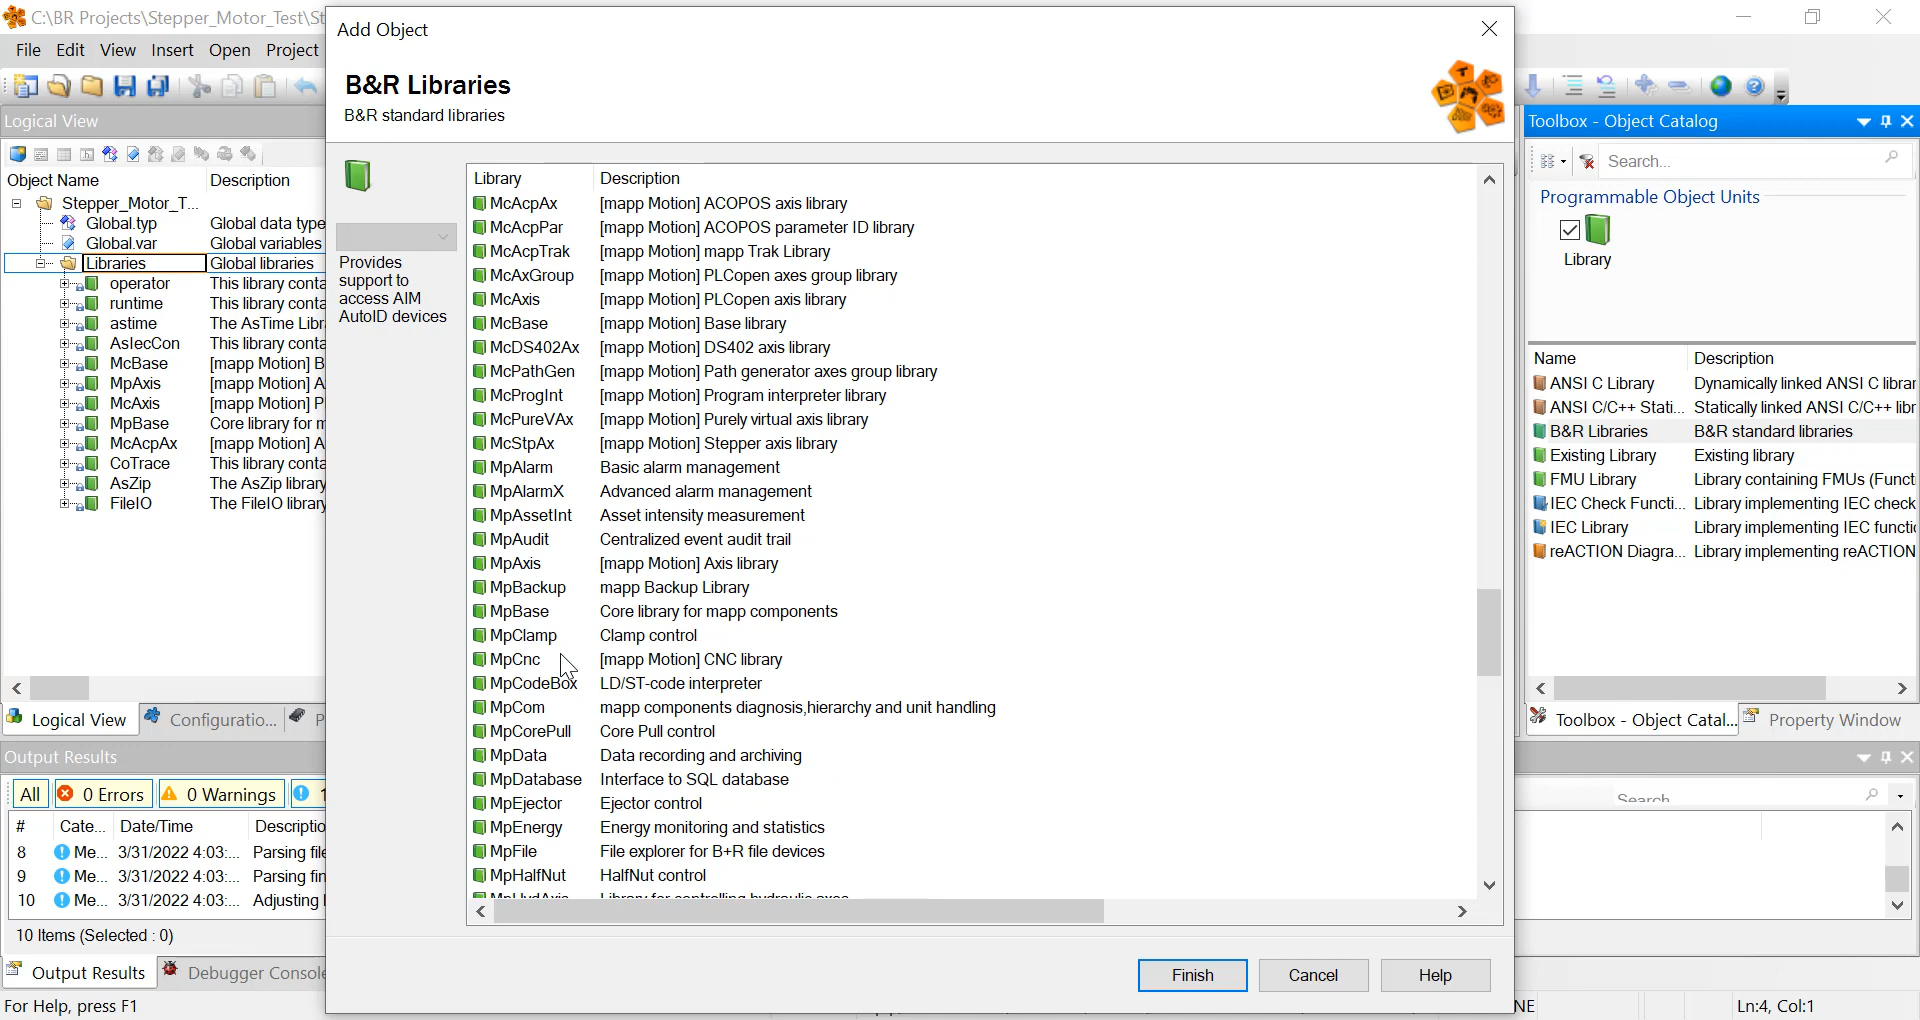 C:\BR Projects\Stepper_Motor_Test\St
File Edit View Insert Open Project
Logical View
Object Name Description
Stepper_Motor_T...
Global.typ Global data type
Global.var Global variables
Libraries Global libraries
operator This library conta
runtime This library conta
astime The AsTime Libr
AsIecCon This library conta
McBase [mapp Motion] B
MpAxis [mapp Motion] A
McAxis [mapp Motion] P
MpBase Core library for m
McAcpAx [mapp Motion] A
CoTrace This library conta
AsZip The AsZip library
FileIO The FileIO library
Logical View Configuratio... P
Output Results
All 0 Errors 0 Warnings 1
# Cate... Date/Time Descriptio
8 Me... 3/31/2022 4:03:... Parsing file
9 Me... 3/31/2022 4:03:... Parsing fin
10 Me... 3/31/2022 4:03:... Adjusting
10 Items (Selected : 0)
Output Results Debugger Console
For Help, press F1
Add Object
B&R Libraries
B&R standard libraries
Provides
support to
access AIM
AutoID devices
Library Description
McAcpAx [mapp Motion] ACOPOS axis library
McAcpPar [mapp Motion] ACOPOS parameter ID library
McAcpTrak [mapp Motion] mapp Trak Library
McAxGroup [mapp Motion] PLCopen axes group library
McAxis [mapp Motion] PLCopen axis library
McBase [mapp Motion] Base library
McDS402Ax [mapp Motion] DS402 axis library
McPathGen [mapp Motion] Path generator axes group library
McProgInt [mapp Motion] Program interpreter library
McPureVAx [mapp Motion] Purely virtual axis library
McStpAx [mapp Motion] Stepper axis library
MpAlarm Basic alarm management
MpAlarmX Advanced alarm management
MpAssetInt Asset intensity measurement
MpAudit Centralized event audit trail
MpAxis [mapp Motion] Axis library
MpBackup mapp Backup Library
MpBase Core library for mapp components
MpClamp Clamp control
MpCnc [mapp Motion] CNC library
MpCodeBox LD/ST-code interpreter
MpCom mapp components diagnosis,hierarchy and unit handling
MpCorePull Core Pull control
MpData Data recording and archiving
MpDatabase Interface to SQL database
MpEjector Ejector control
MpEnergy Energy monitoring and statistics
MpFile File explorer for B+R file devices
MpHalfNut HalfNut control
MpHydAxis Library for controlling hydraulic axes
Finish Cancel Help
Toolbox - Object Catalog
Search...
Programmable Object Units
Library
Name Description
ANSI C Library Dynamically linked ANSI C librar
ANSI C/C++ Stati... Statically linked ANSI C/C++ libr
B&R Libraries B&R standard libraries
Existing Library Existing library
FMU Library Library containing FMUs (Funct
IEC Check Functi... Library implementing IEC check
IEC Library Library implementing IEC functi
reACTION Diagra... Library implementing reACTION
Toolbox - Object Catal... Property Window
Search
NE Ln:4, Col:1